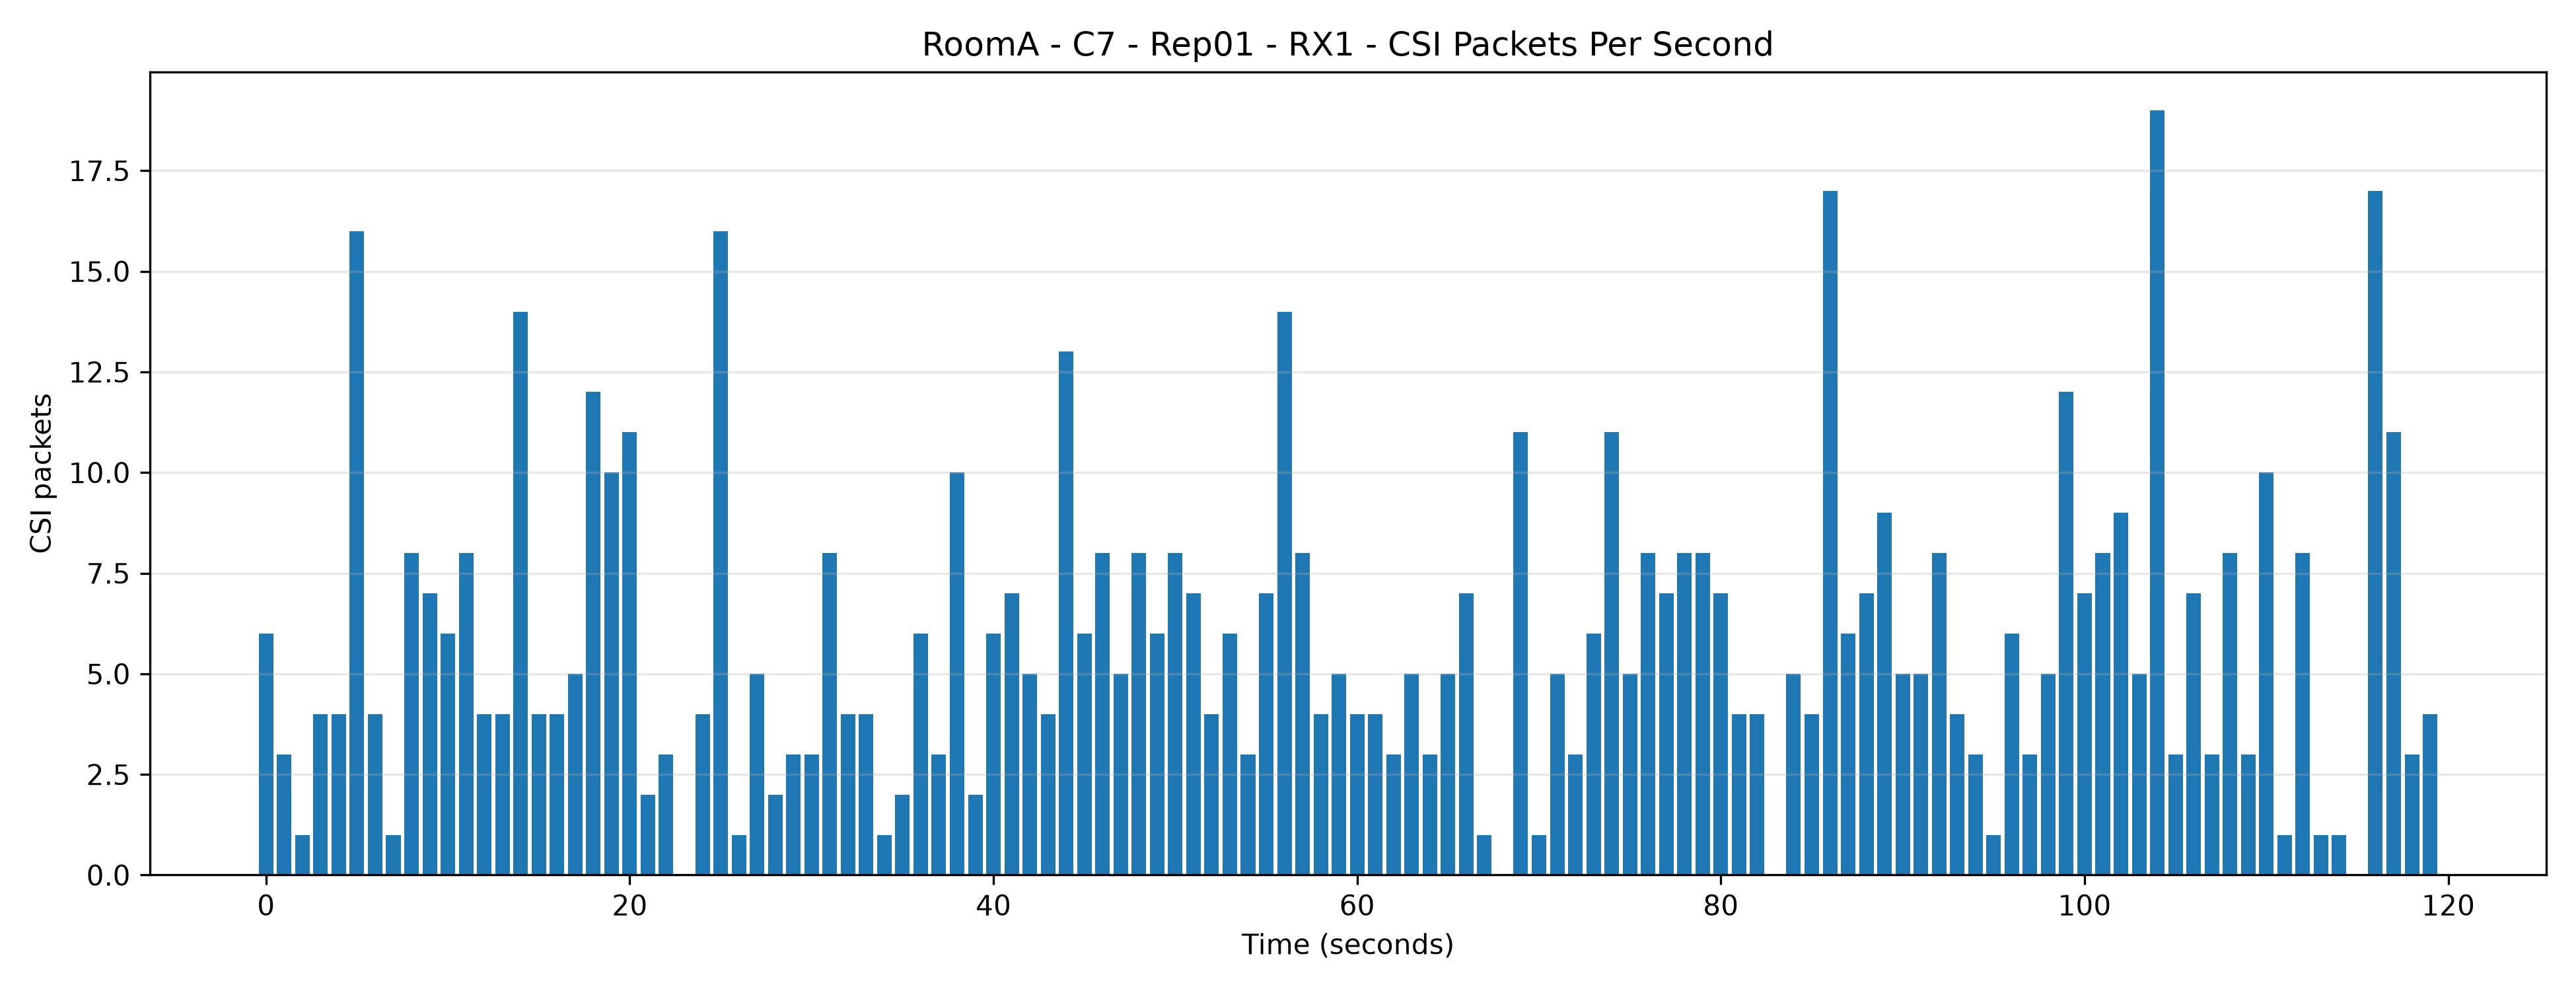 RoomA - C7 - Rep01 - RX1 - CSI Packets Per Second
17.5
15.0
12.5
10.0
7.5
5.0
2.5
0.0
CSI packets
0 20 40 60 80 100 120
Time (seconds)